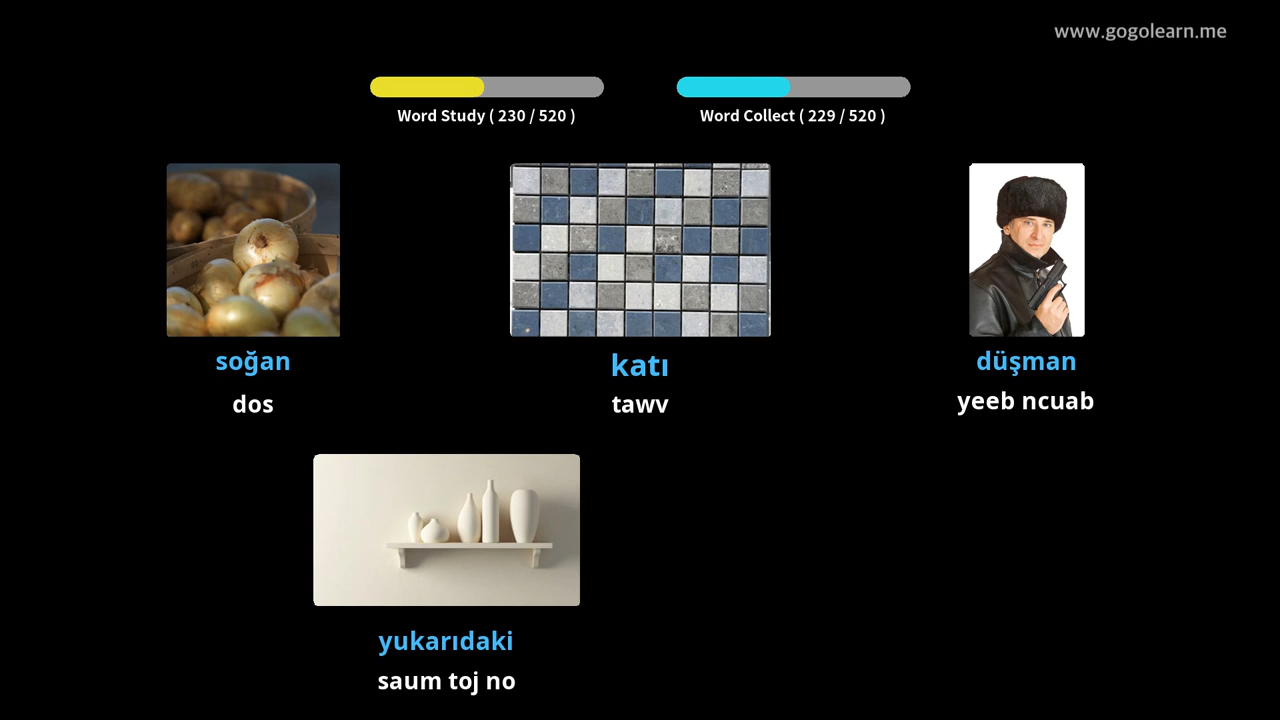 www.gogolearn.me
Word Study ( 230 / 520 )
Word Collect ( 229 / 520 )
soğan
katı
düşman
dos
tawv
yeeb ncuab
yukarıdaki
saum toj no